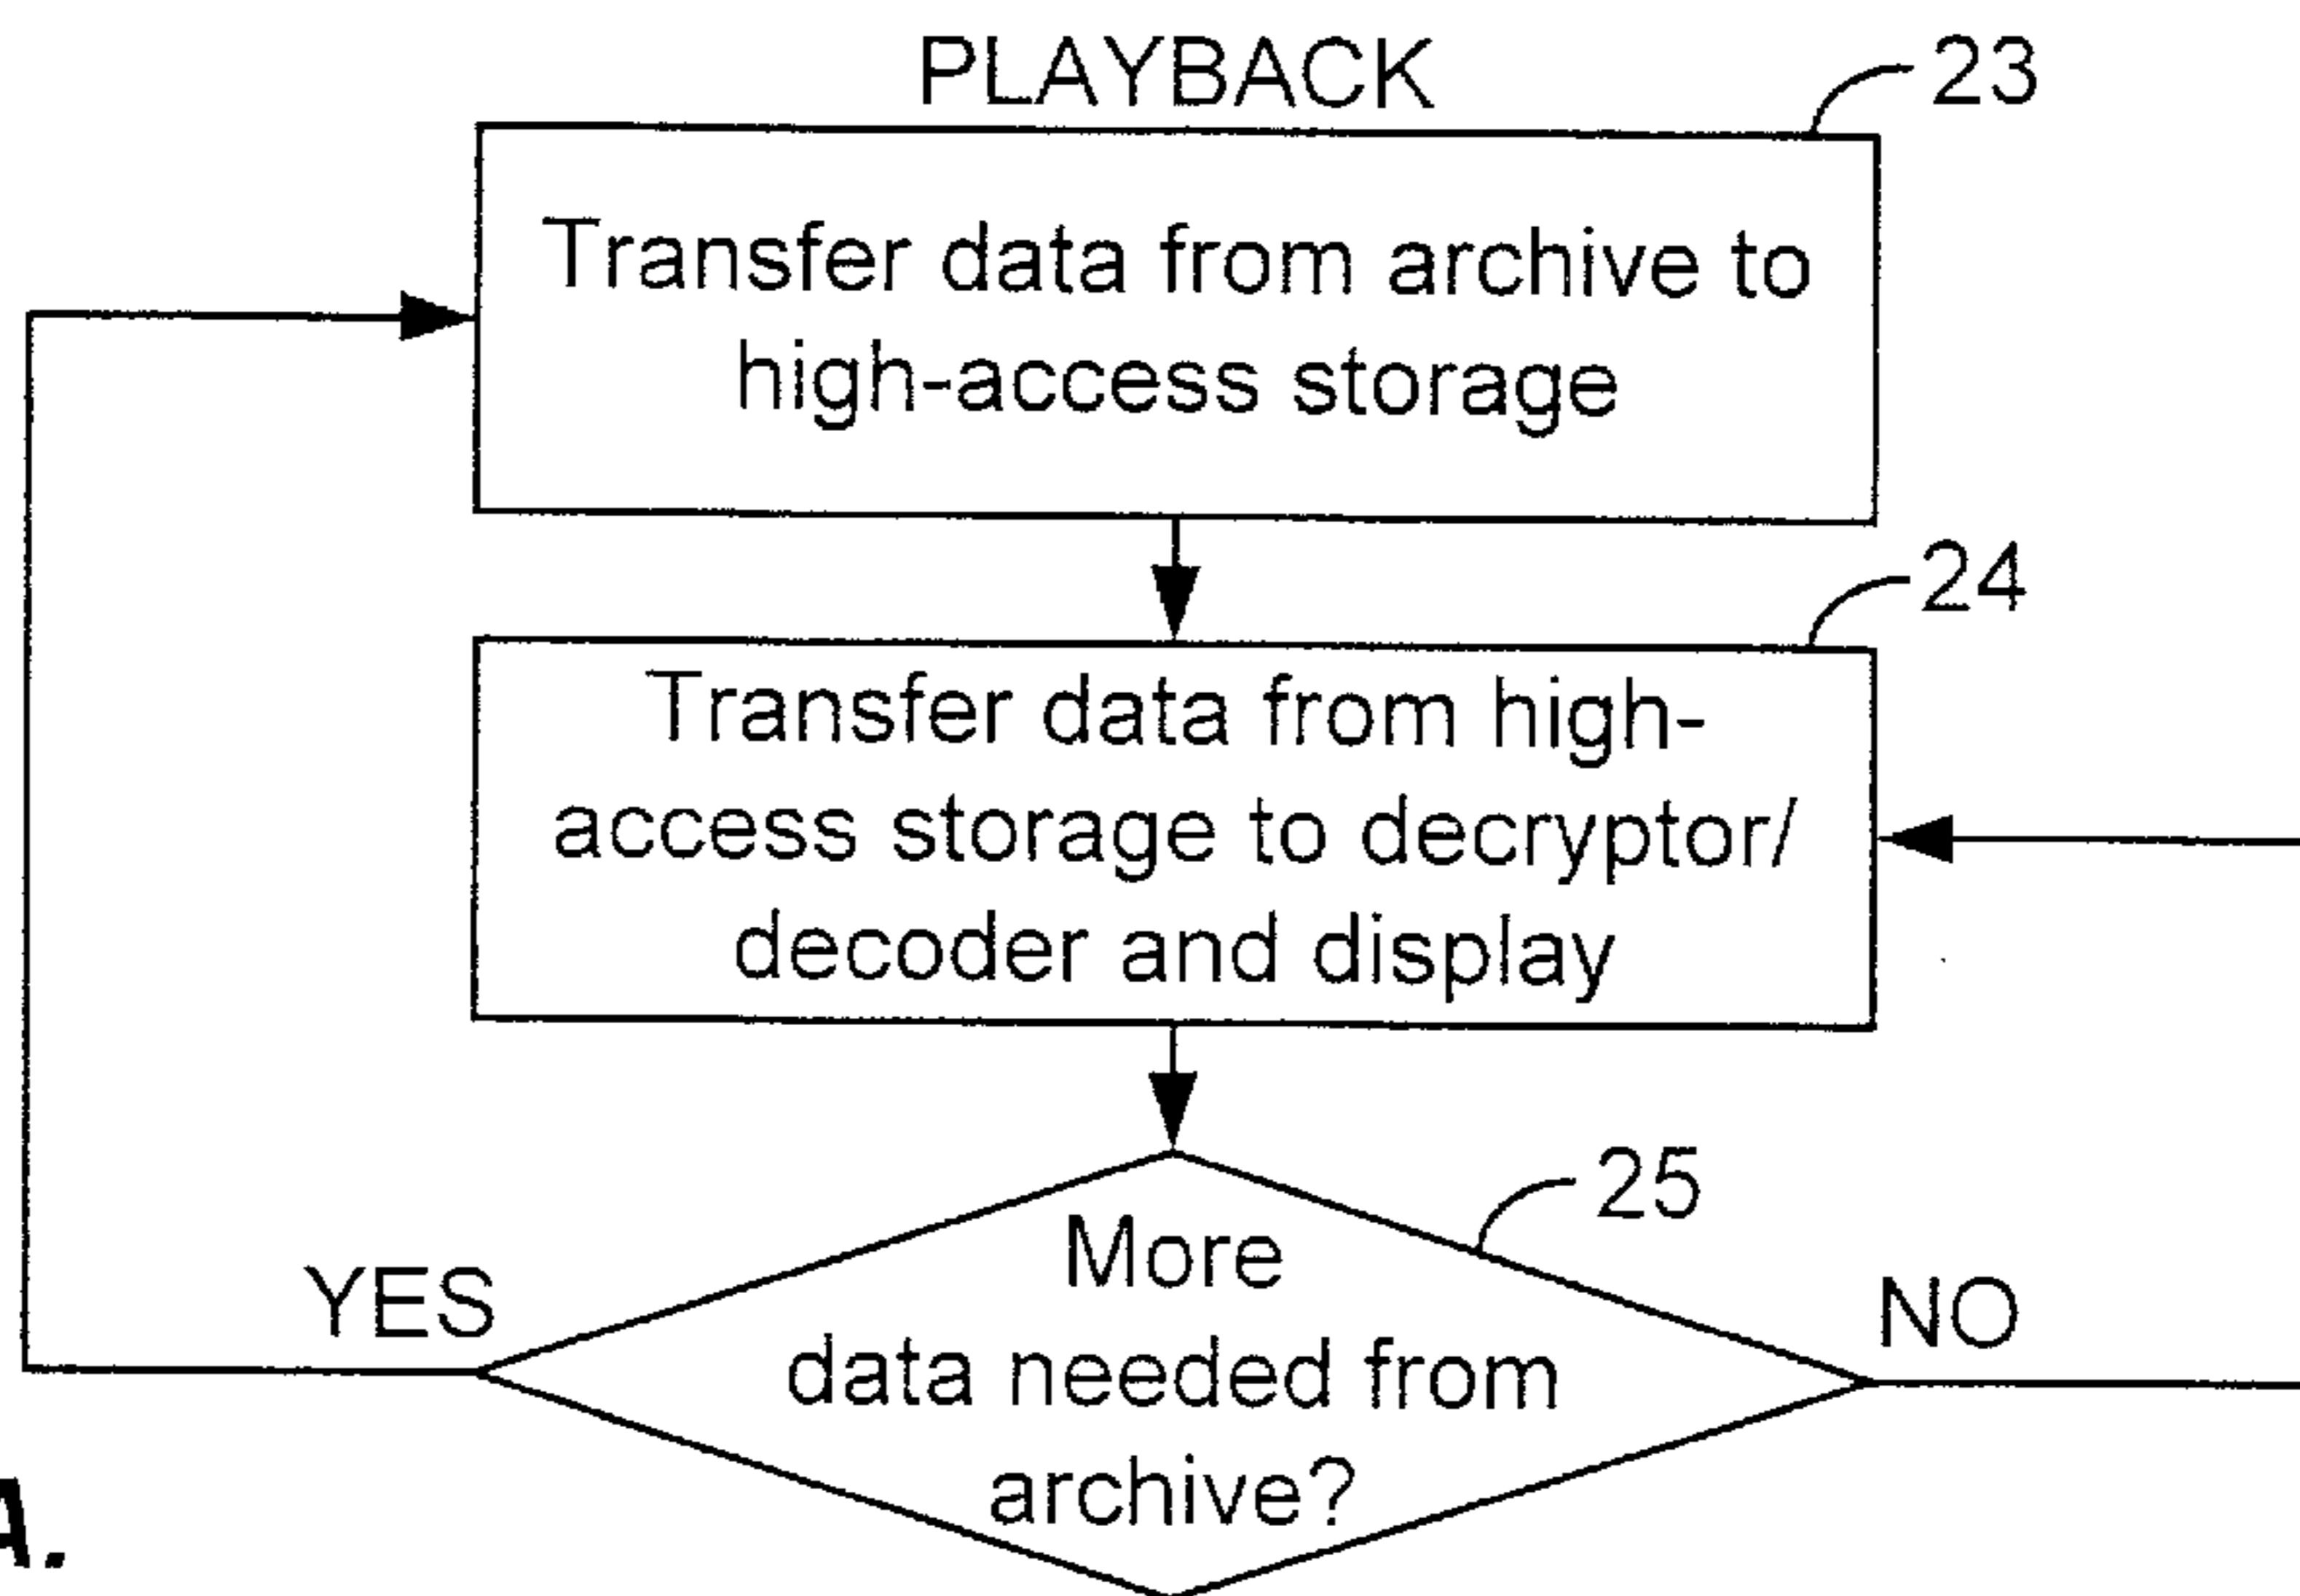 PLAYBACK
23
Transfer data from archive to
high-access storage
24
Transfer data from high-
access storage to decryptor/
decoder and display
25
More
YES
NO
data needed from
archive?
A.